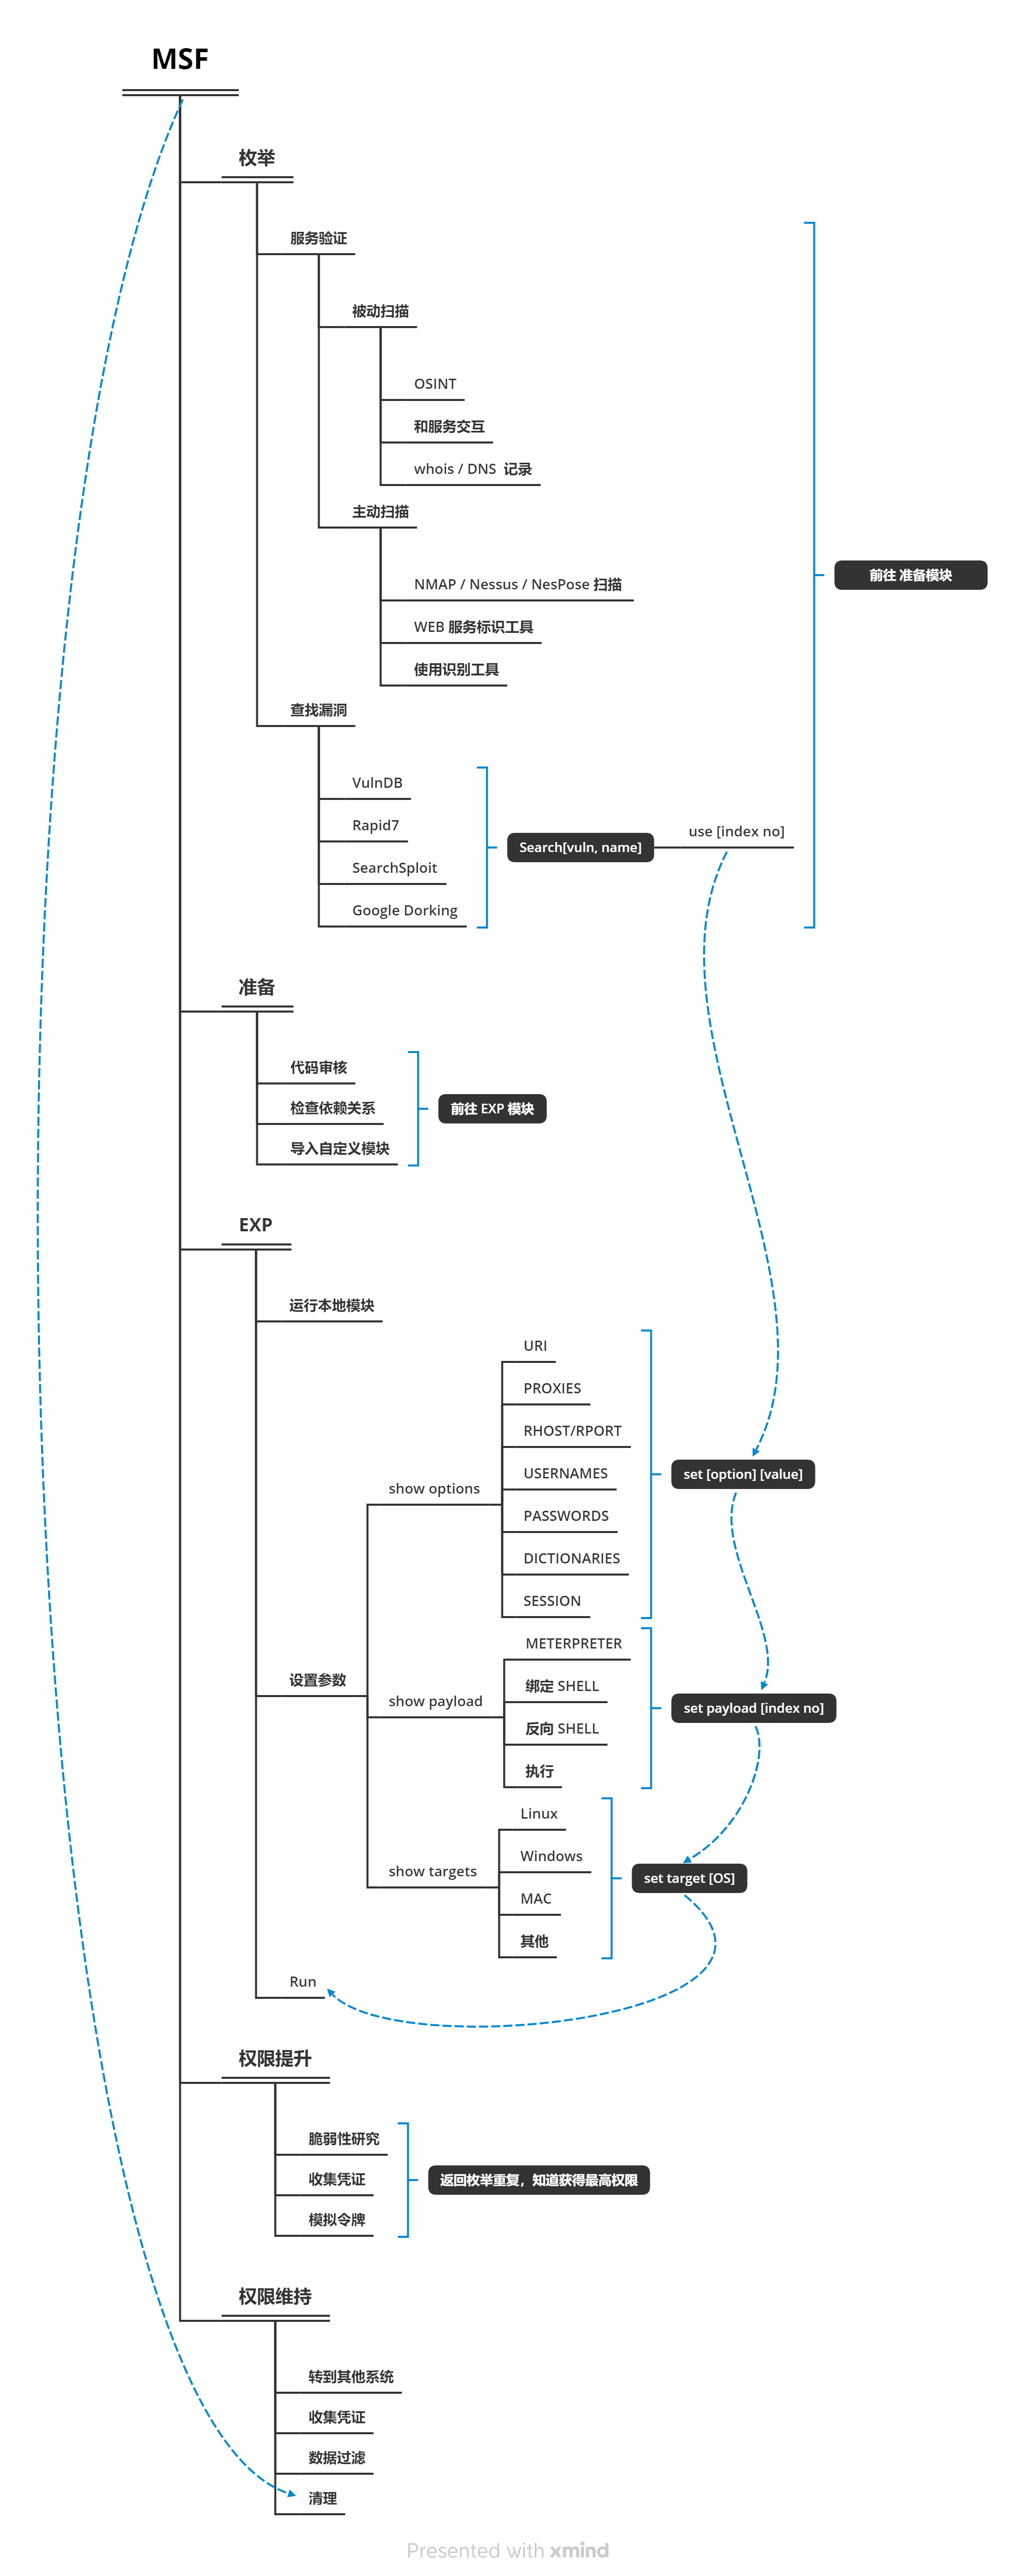 MSF
枚举
服务验证
被动扫描
OSINT
和服务交互
whois / DNS 记录
主动扫描
NMAP / Nessus / NesPose 扫描
WEB 服务标识工具
使用识别工具
查找漏洞
VulnDB
Rapid7
SearchSploit
Google Dorking
Search[vuln, name]
use [index no]
前往 准备模块
准备
代码审核
检查依赖关系
导入自定义模块
前往 EXP 模块
EXP
运行本地模块
设置参数
show options
URI
PROXIES
RHOST/RPORT
USERNAMES
PASSWORDS
DICTIONARIES
SESSION
set [option] [value]
show payload
METERPRETER
绑定 SHELL
反向 SHELL
执行
set payload [index no]
show targets
Linux
Windows
MAC
其他
set target [OS]
Run
权限提升
脆弱性研究
收集凭证
模拟令牌
返回枚举重复，知道获得最高权限
权限维持
转到其他系统
收集凭证
数据过滤
清理
Presented with xmind